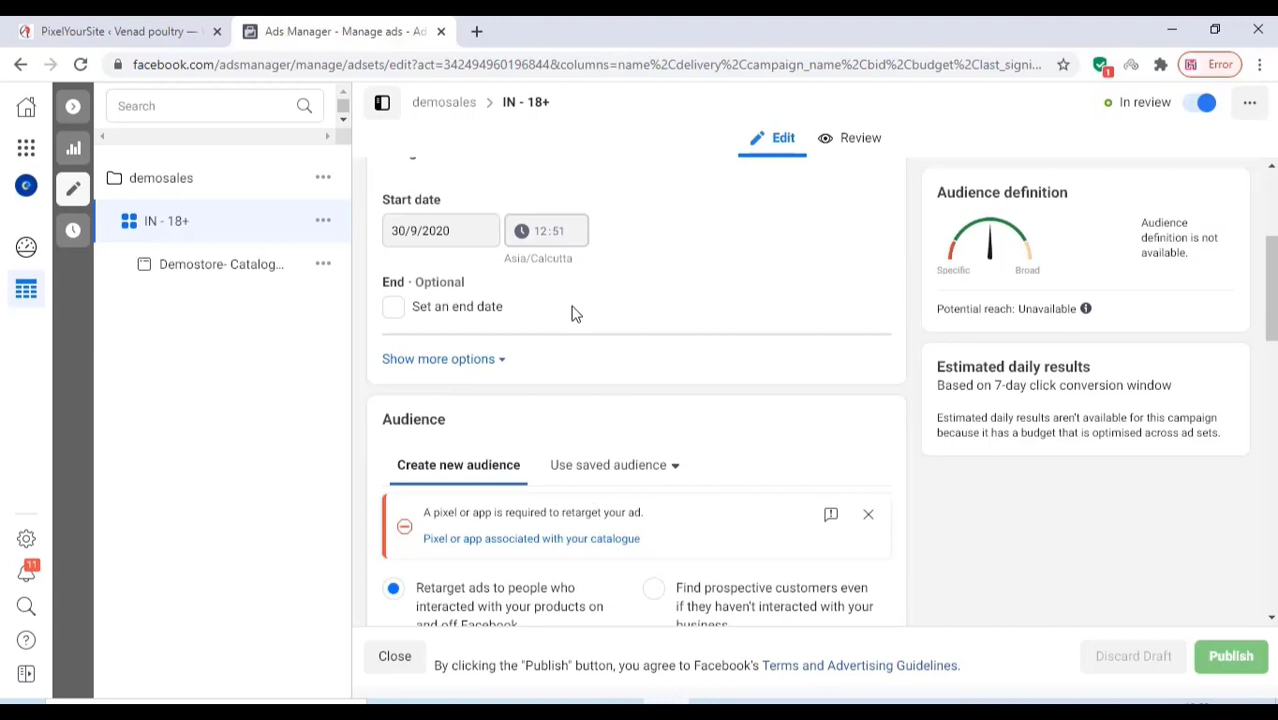 PixelYourSite ‹ Venad poultry —
Ads Manager - Manage ads - Ad
facebook.com/adsmanager/manage/adsets/edit?act=342494960196844&columns=name%2Cdelivery%2Ccampaign_name%2Cbid%2Cbudget%2Clast_signi...
1
Error
Search
demosales
IN - 18+
Demostore- Catalog...
11
demosales > IN - 18+
In review
Edit
Review
Start date
30/9/2020
12:51
Asia/Calcutta
End · Optional
Set an end date
Show more options
Audience
Create new audience
Use saved audience
A pixel or app is required to retarget your ad.
Pixel or app associated with your catalogue
Retarget ads to people who
interacted with your products on
and off Facebook
Find prospective customers even
if they haven't interacted with your
business
Audience definition
Specific
Broad
Audience
definition is not
available.
Potential reach: Unavailable
Estimated daily results
Based on 7-day click conversion window
Estimated daily results aren't available for this campaign
because it has a budget that is optimised across ad sets.
Close
By clicking the "Publish" button, you agree to Facebook's Terms and Advertising Guidelines.
Discard Draft
Publish